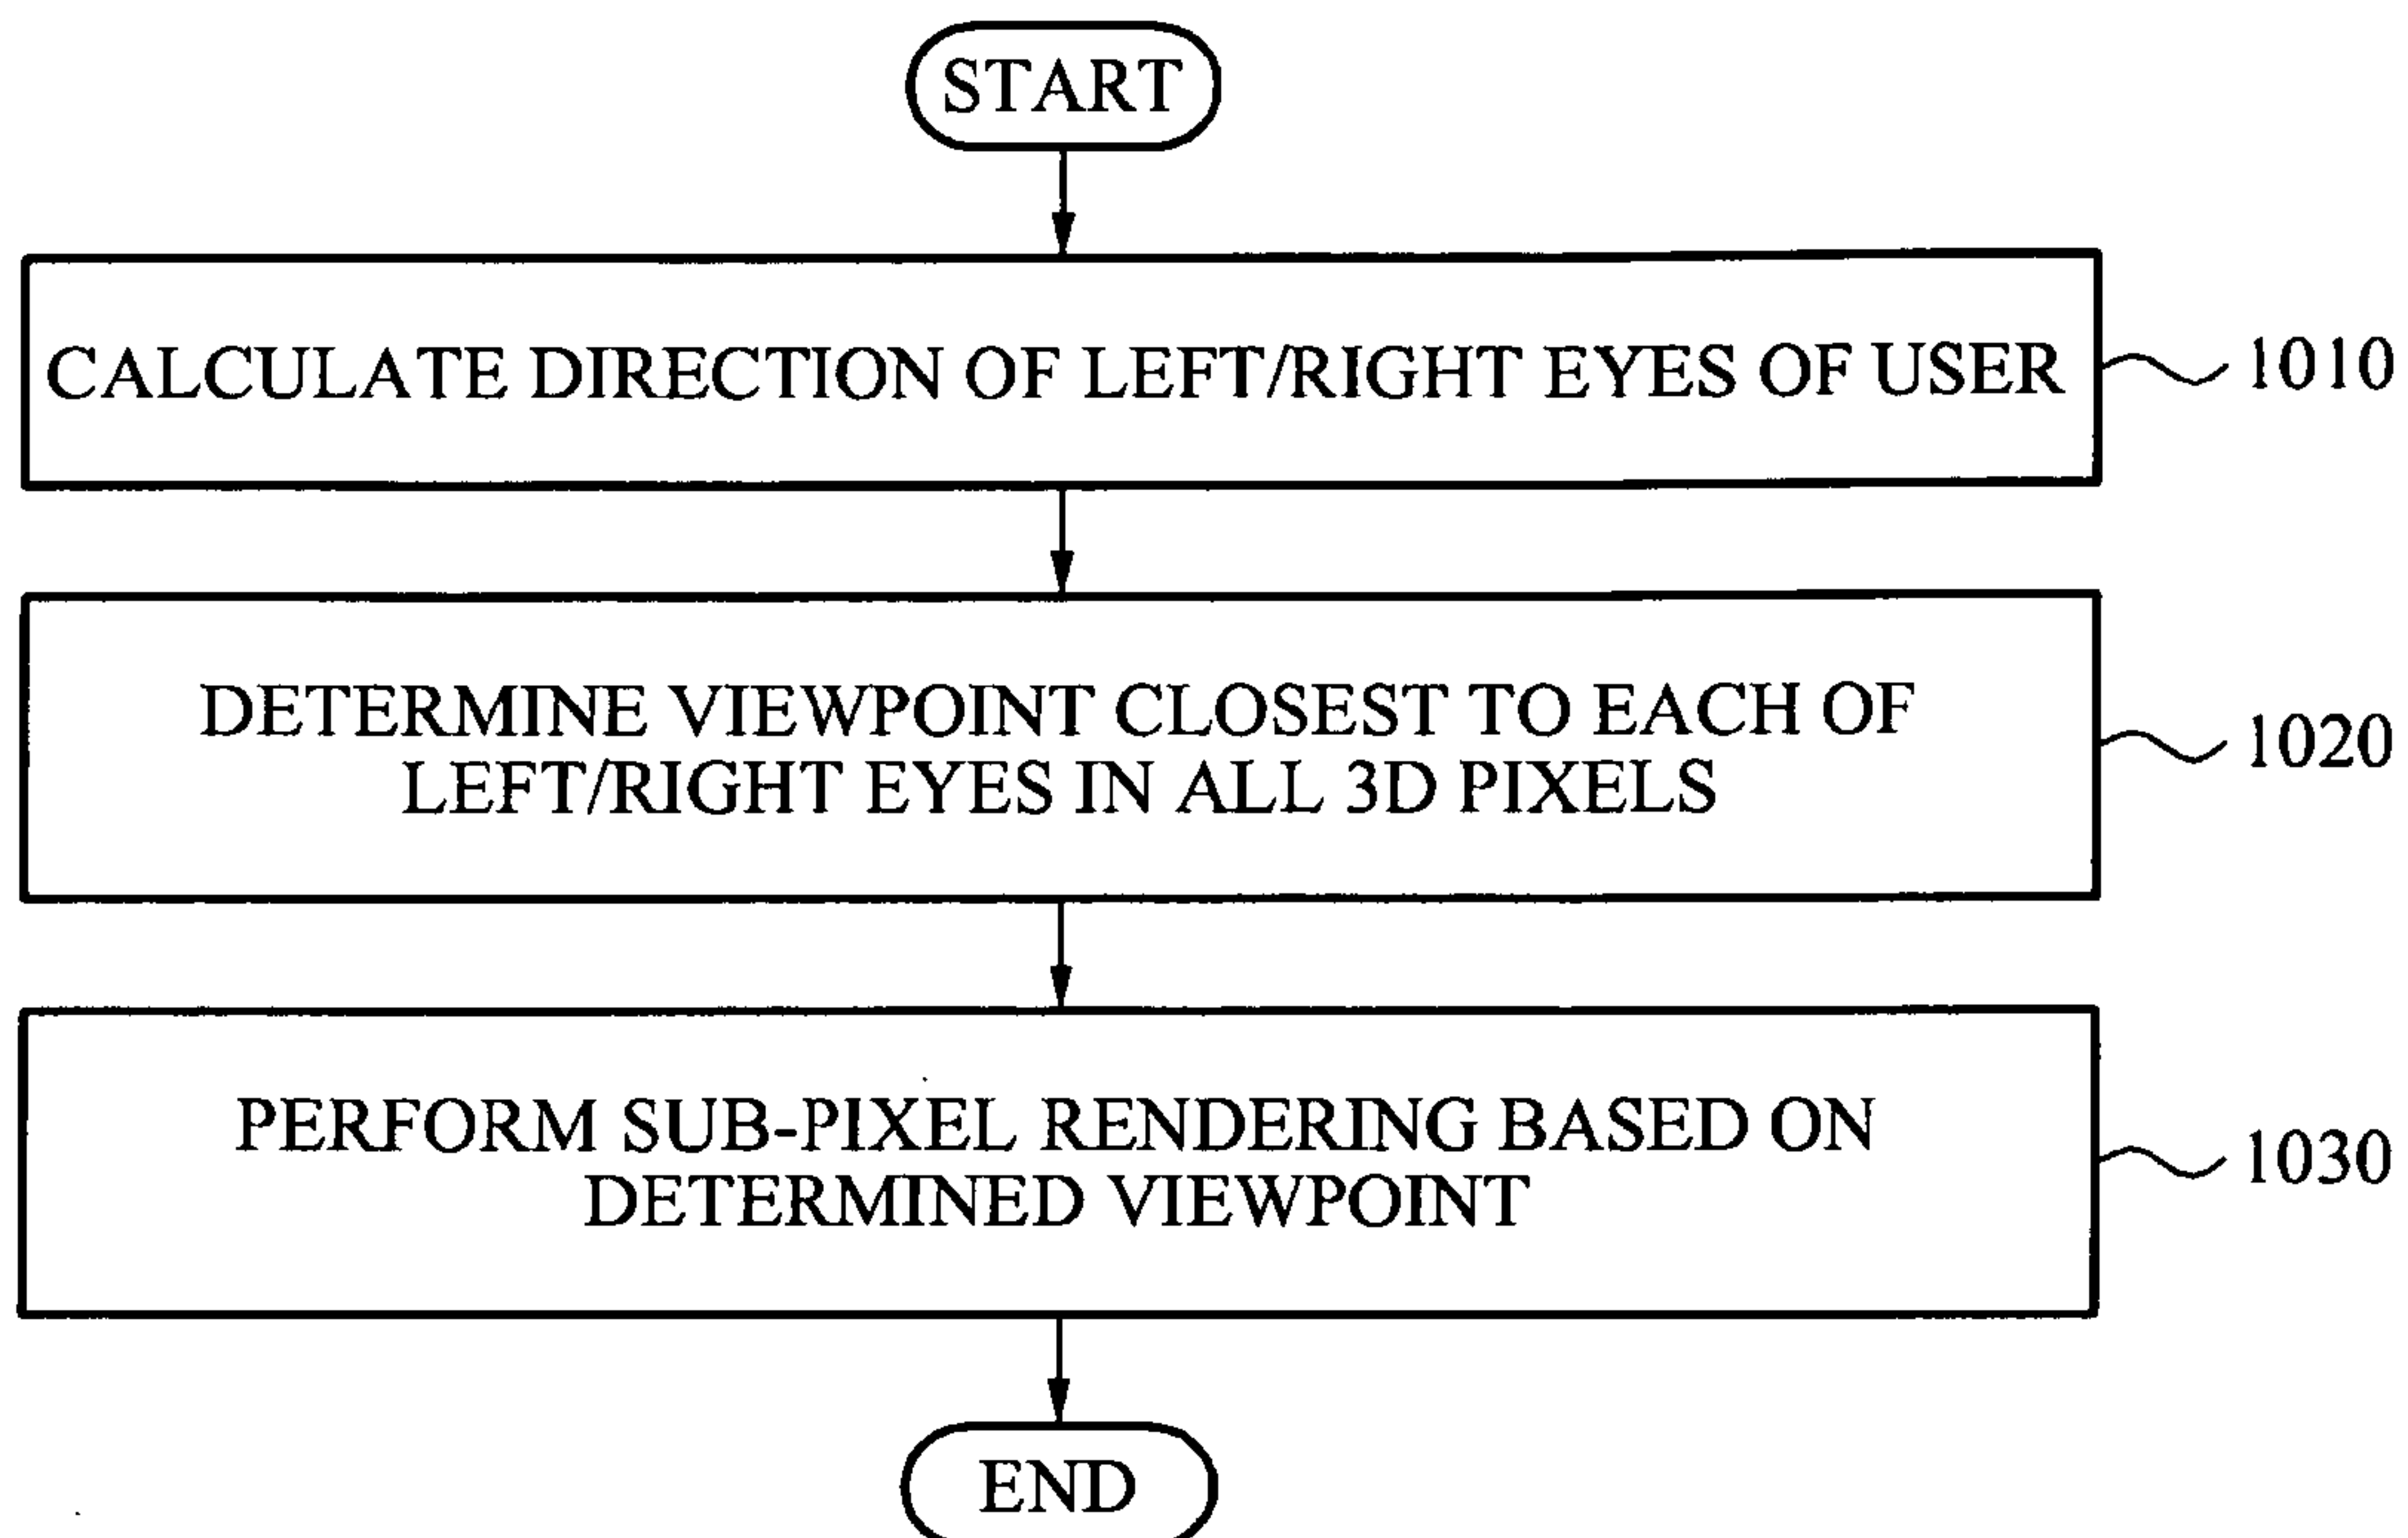 START
CALCULATE DIRECTION OF LEFT/RIGHT EYES OF USER
1010
DETERMINE VIEWPOINT CLOSEST TO EACH OF
LEFT/RIGHT EYES IN ALL 3D PIXELS
1020
PERFORM SUB-PIXEL RENDERING BASED ON
DETERMINED VIEWPOINT
1030
END